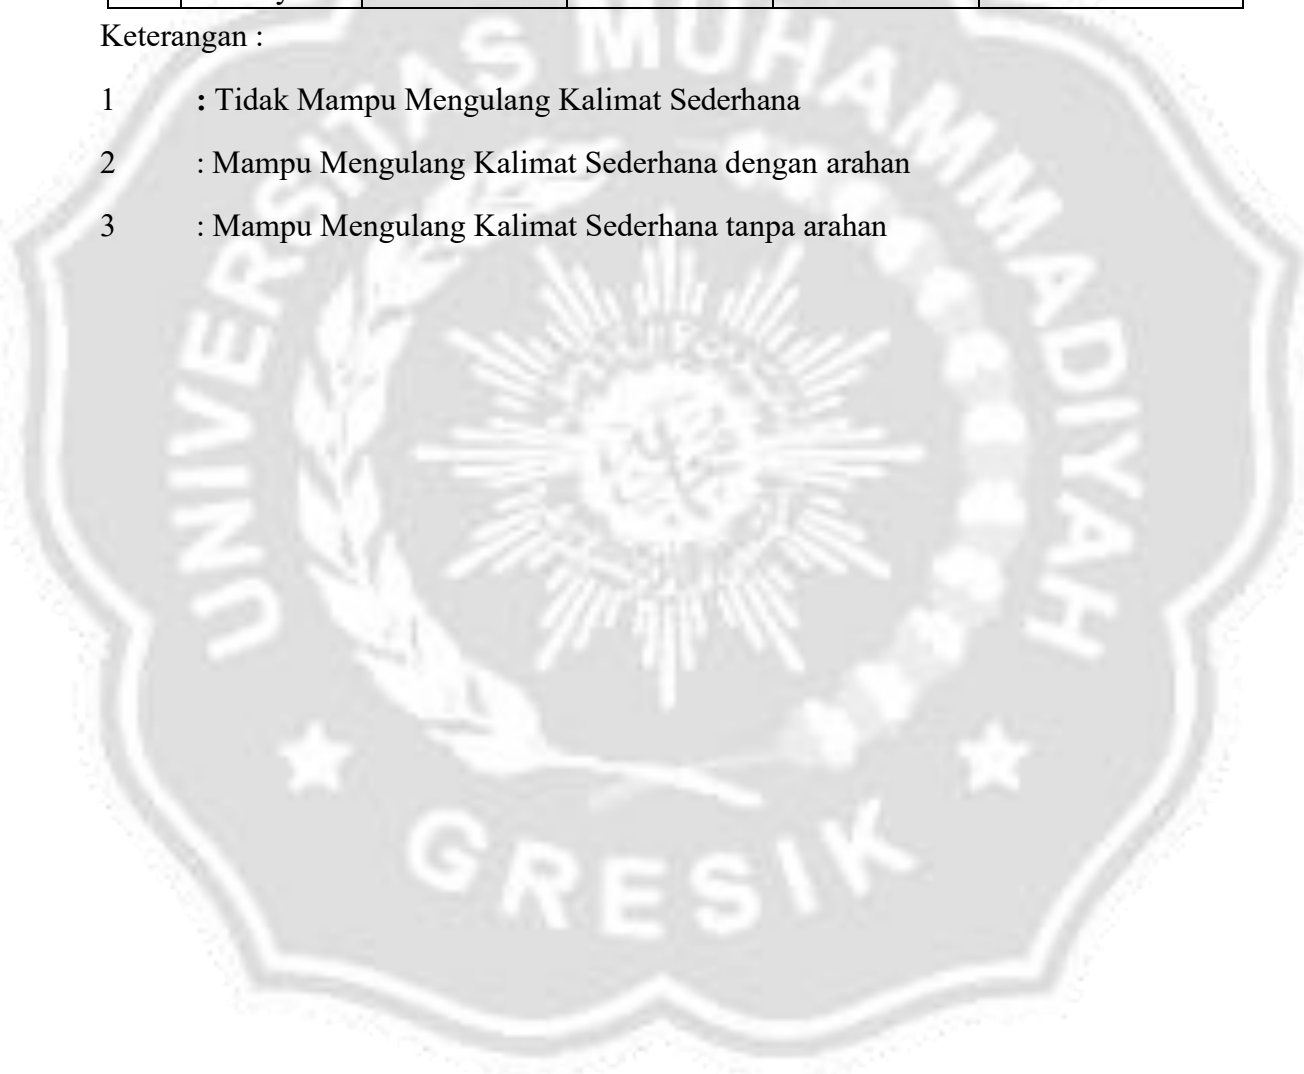 Keterangan :
1 : Tidak Mampu Mengulang Kalimat Sederhana
2 : Mampu Mengulang Kalimat Sederhana dengan arahan
3 : Mampu Mengulang Kalimat Sederhana tanpa arahan
UNIVERSITAS MUHAMMADIYAH
GRESIK